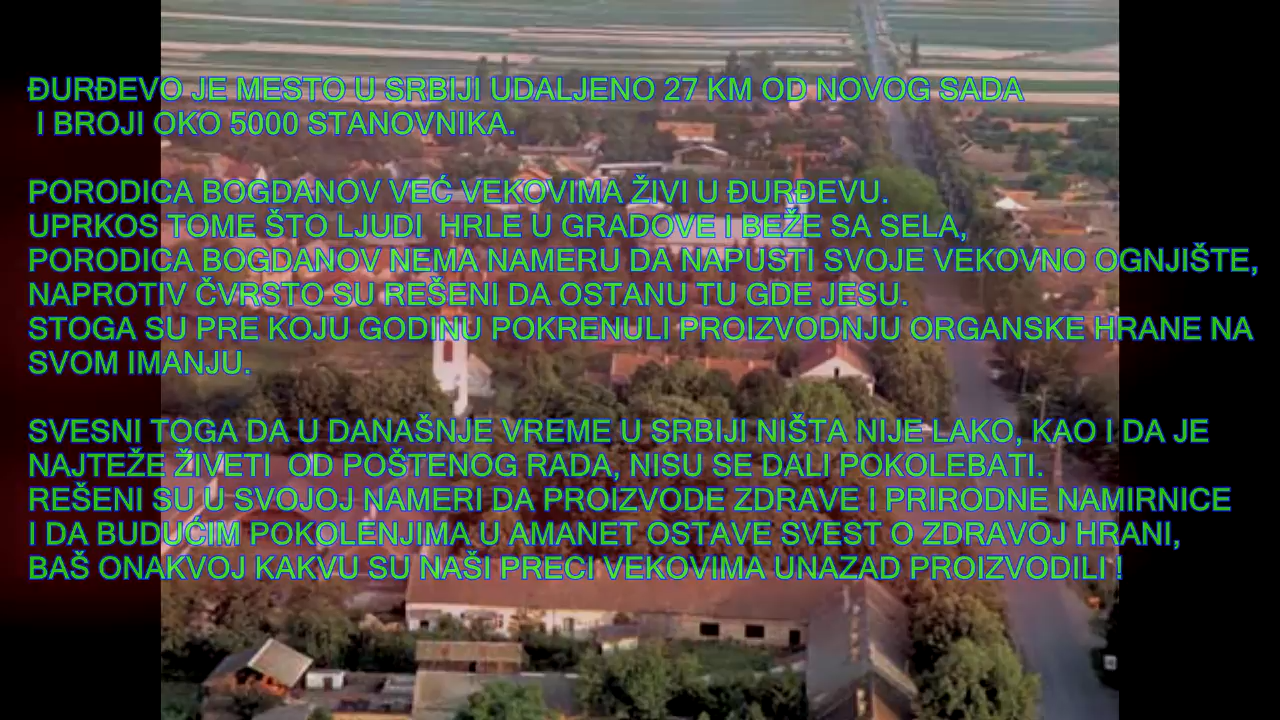 ĐURĐEVO JE MESTO U SRBIJI UDALJENO 27 KM OD NOVOG SADA
I BROJI OKO 5000 STANOVNIKA.
PORODICA BOGDANOV VEĆ VEKOVIMA ŽIVI U ĐURĐEVU.
UPRKOS TOME ŠTO LJUDI HRLE U GRADOVE I BEŽE SA SELA,
PORODICA BOGDANOV NEMA NAMERU DA NAPUSTI SVOJE VEKOVNO OGNJIŠTE,
NAPROTIV ČVRSTO SU REŠENI DA OSTANU TU GDE JESU.
STOGA SU PRE KOJU GODINU POKRENULI PROIZVODNJU ORGANSKE HRANE NA
SVOM IMANJU.
SVESNI TOGA DA U DANAŠNJE VREME U SRBIJI NIŠTA NIJE LAKO, KAO I DA JE
NAJTEŽE ŽIVETI OD POŠTENOG RADA, NISU SE DALI POKOLEBATI.
REŠENI SU U SVOJOJ NAMERI DA PROIZVODE ZDRAVE I PRIRODNE NAMIRNICE
I DA BUDUĆIM POKOLENJIMA U AMANET OSTAVE SVEST O ZDRAVOJ HRANI,
BAŠ ONAKVOJ KAKVU SU NAŠI PRECI VEKOVIMA UNAZAD PROIZVODILI !